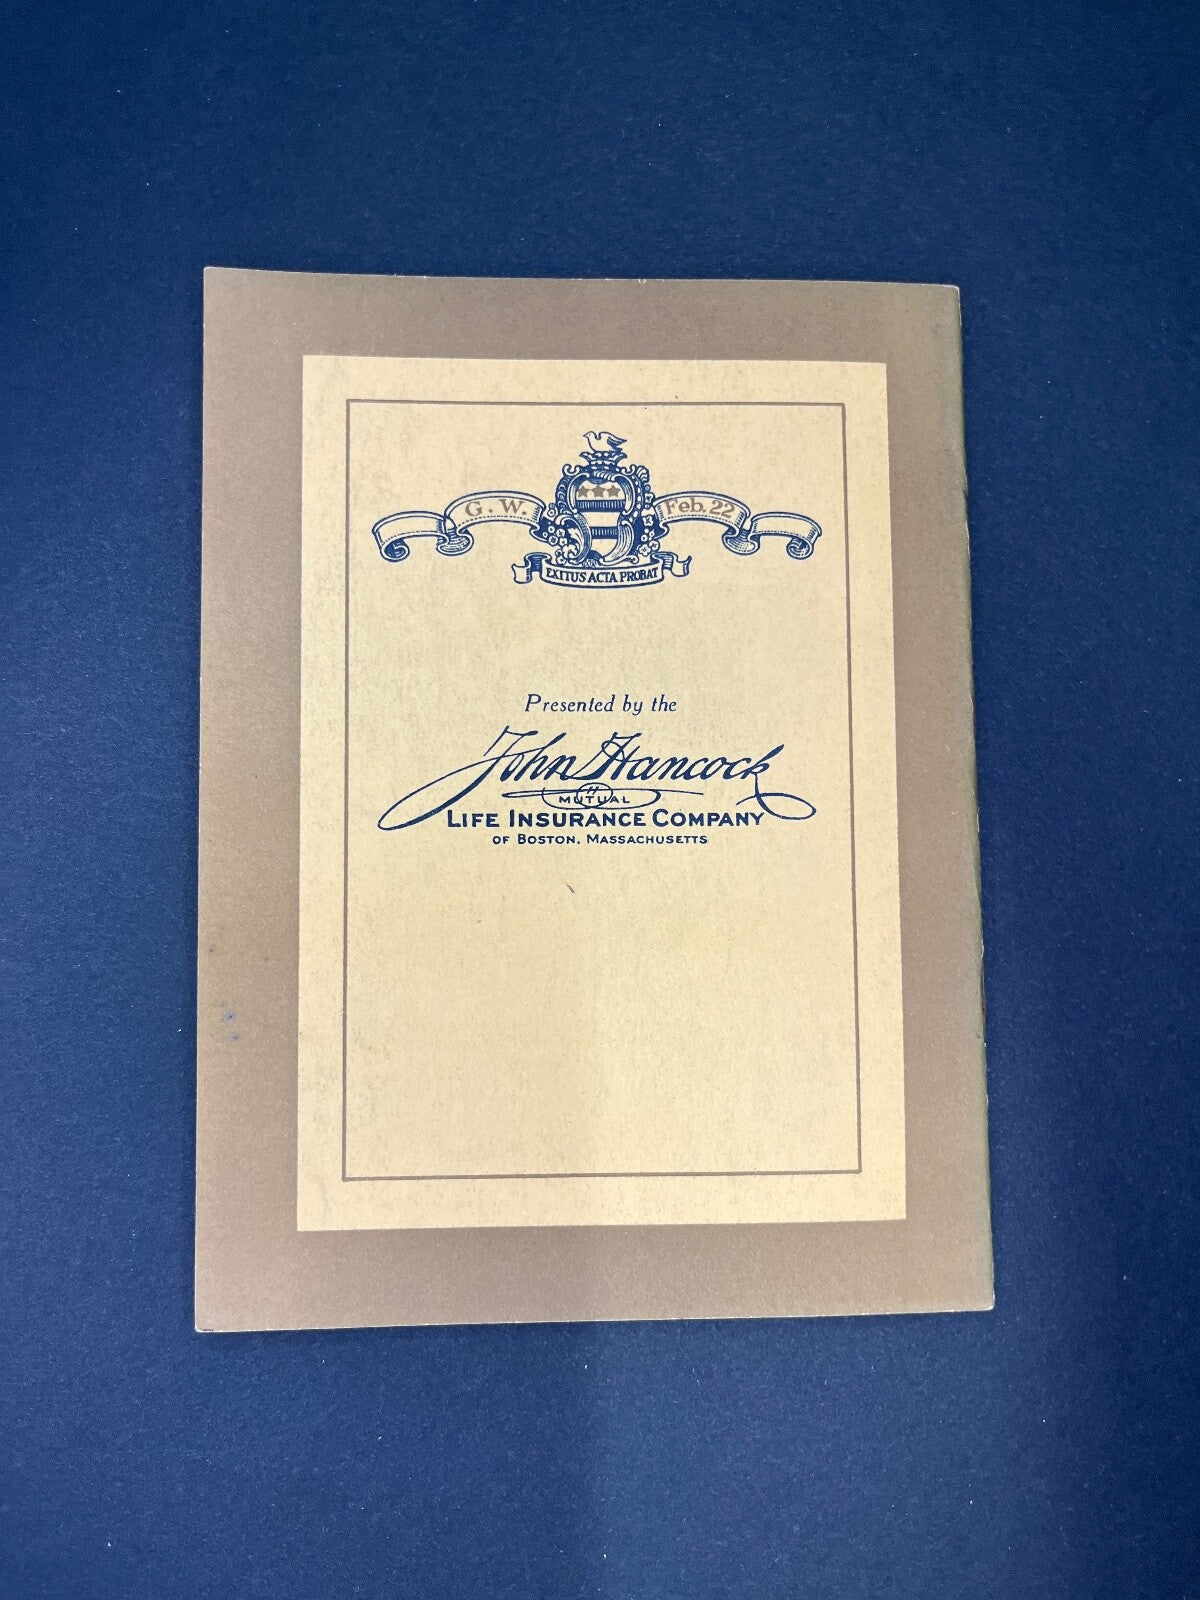 G. W. Feb. 22
EXITUS ACTA PROBAT
Presented by the
John Hancock
MUTUAL
LIFE INSURANCE COMPANY
OF BOSTON, MASSACHUSETTS